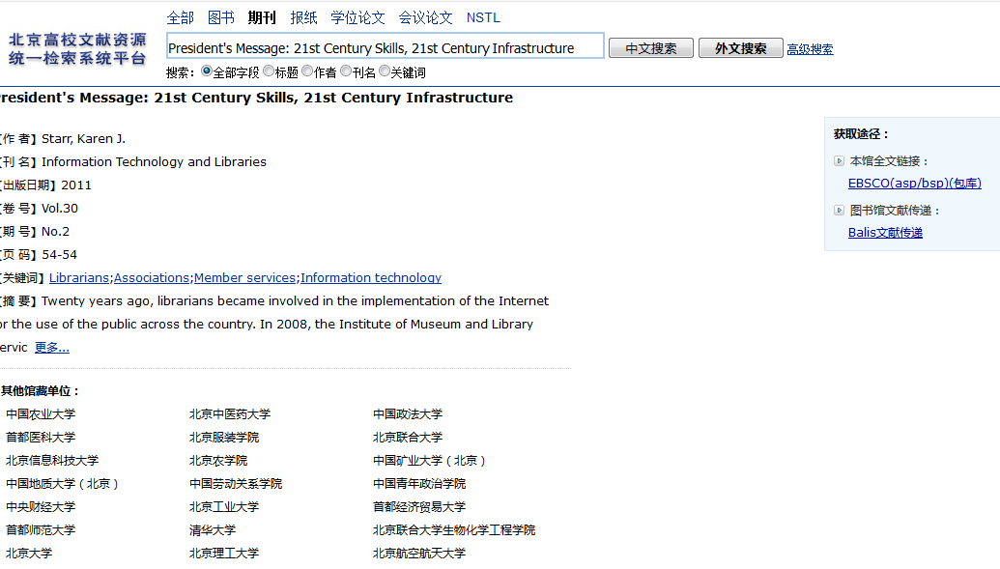 全部 图书 期刊 报纸 学位论文 会议论文 NSTL
北京高校文献资源
统一检索系统平台
President's Message: 21st Century Skills, 21st Century Infrastructure 中文搜索 外文搜索 高级搜索
搜索： 全部字段 标题 作者 刊名 关键词
resident's Message: 21st Century Skills, 21st Century Infrastructure
[作 者] Starr, Karen J.
[刊 名] Information Technology and Libraries
[出版日期] 2011
[卷 号] Vol.30
[期 号] No.2
[页 码] 54-54
[关键词] Librarians;Associations;Member services;Information technology
[摘 要] Twenty years ago, librarians became involved in the implementation of the Internet
or the use of the public across the country. In 2008, the Institute of Museum and Library
ervic 更多...
获取途径：
本馆全文链接：
EBSCO(asp/bsp)(包库)
图书馆文献传递：
Balis文献传递
其他馆藏单位：
中国农业大学 北京中医药大学 中国政法大学
首都医科大学 北京服装学院 北京联合大学
北京信息科技大学 北京农学院 中国矿业大学（北京）
中国地质大学（北京） 中国劳动关系学院 中国青年政治学院
中央财经大学 北京工业大学 首都经济贸易大学
首都师范大学 清华大学 北京联合大学生物化学工程学院
北京大学 北京理工大学 北京航空航天大学